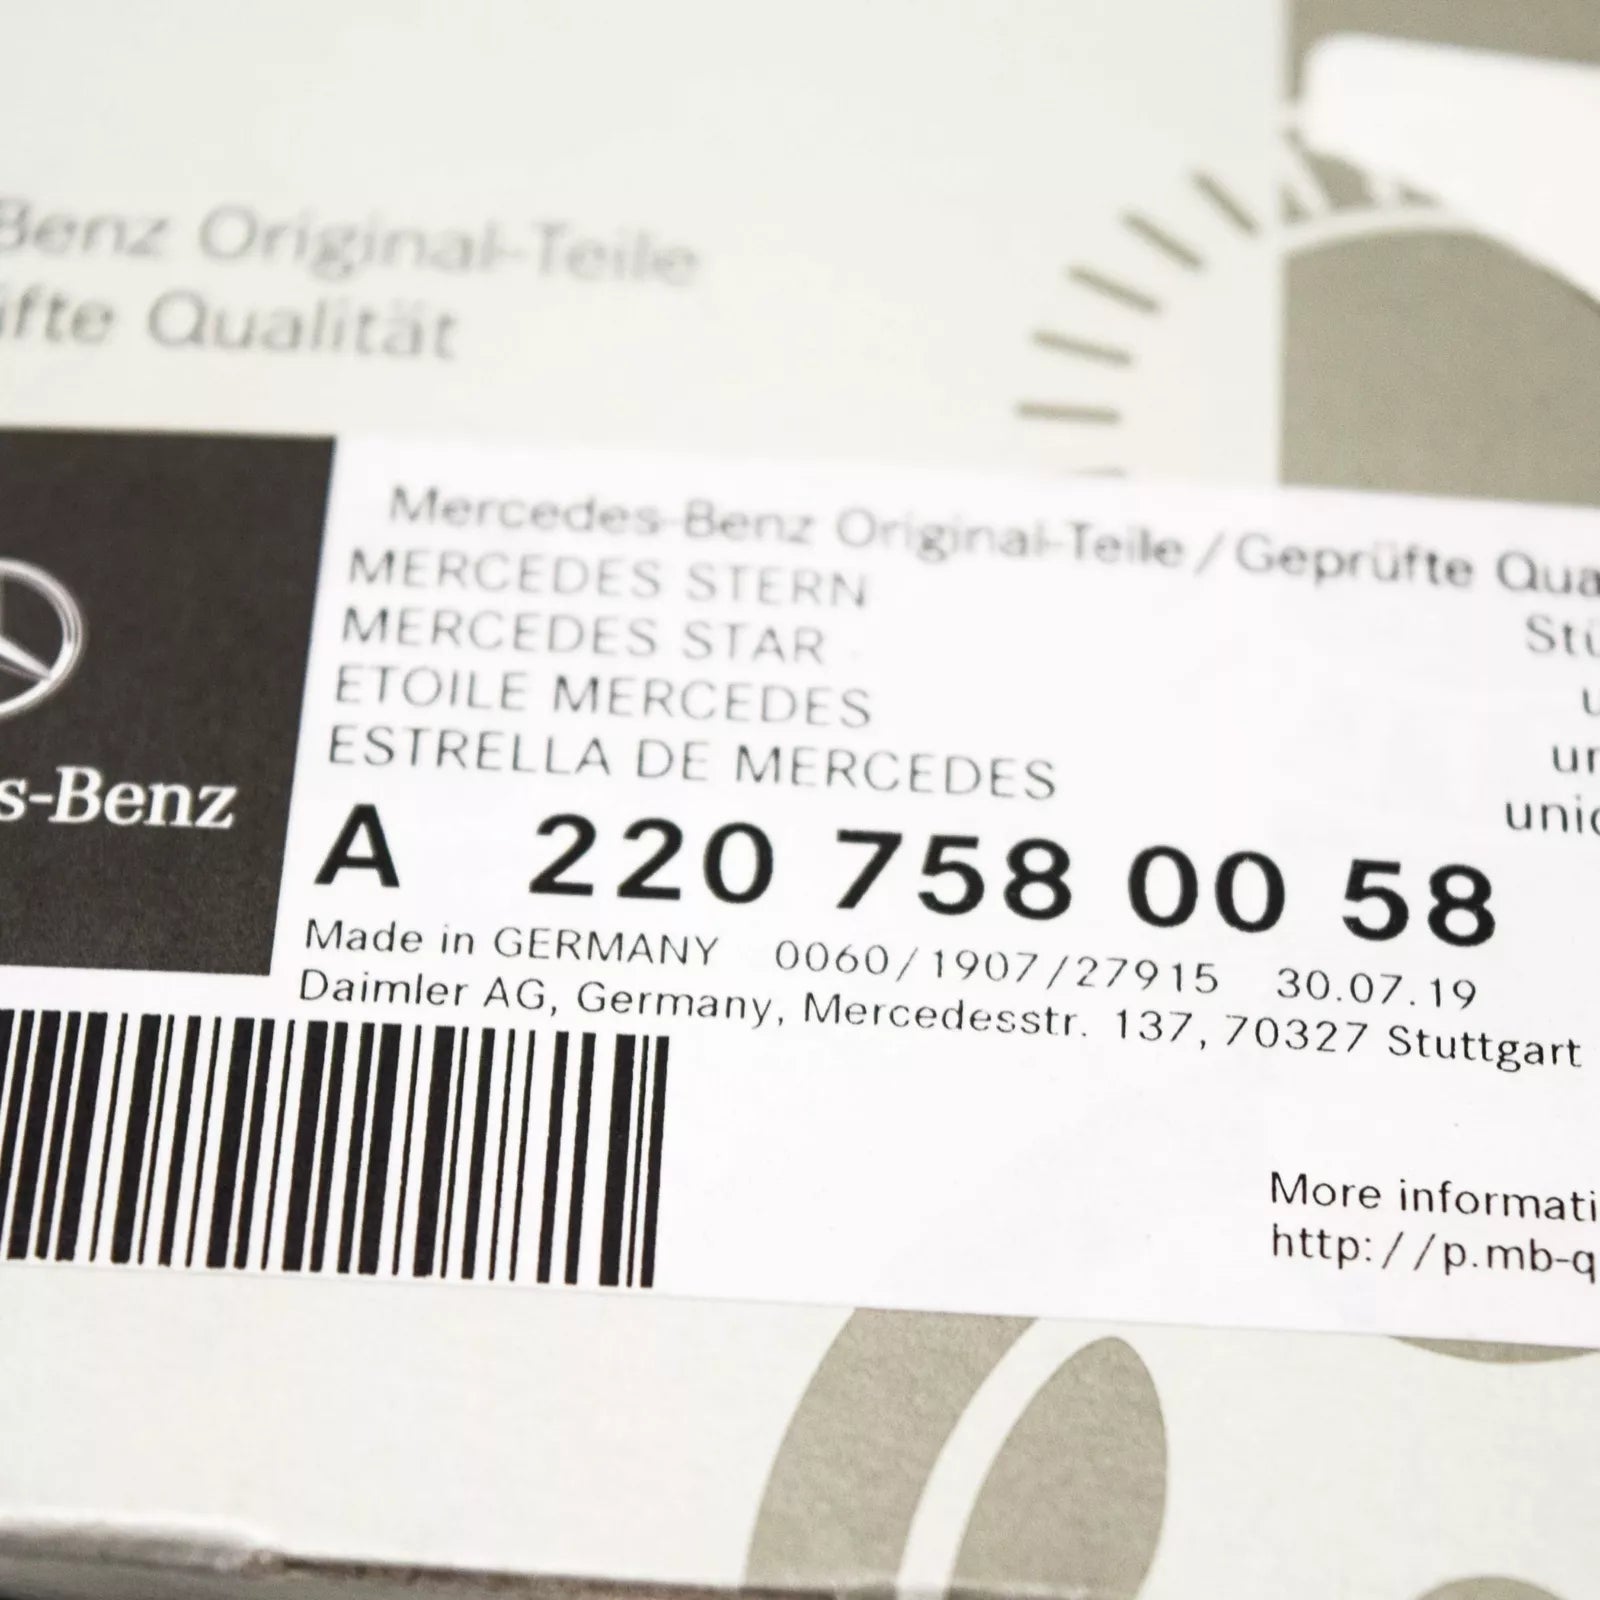 Benz Original-Teile
Qualität
Mercedes-Benz Original-Teile / Geprüfte
MERCEDES STERN
MERCEDES STAR
ETOILE MERCEDES
ESTRELLA DE MERCEDES
s-Benz
A 220 758 00 58
Made in GERMANY 0060/1907/27915 30.07.19
Daimler AG, Germany, Mercedesstr. 137, 70327 Stuttgart
More informati
http://p.mb-q